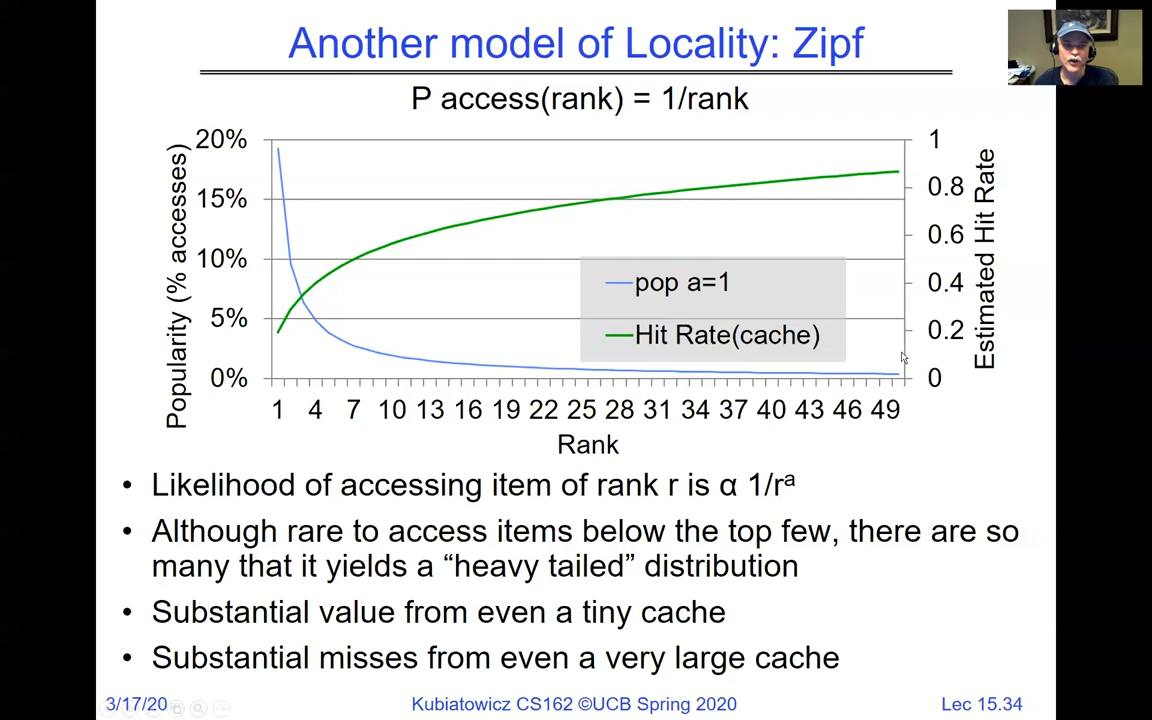 Another model of Locality: Zipf
P access(rank) = 1/rank
Popularity (% accesses)
20%
15%
10%
5%
0%
1
0.8
0.6
0.4
0.2
0
Estimated Hit Rate
pop a=1
Hit Rate(cache)
1 4 7 10 13 16 19 22 25 28 31 34 37 40 43 46 49
Rank
• Likelihood of accessing item of rank r is α 1/rᵃ
• Although rare to access items below the top few, there are so
many that it yields a “heavy tailed” distribution
• Substantial value from even a tiny cache
• Substantial misses from even a very large cache
3/17/20
Kubiatowicz CS162 ©UCB Spring 2020
Lec 15.34